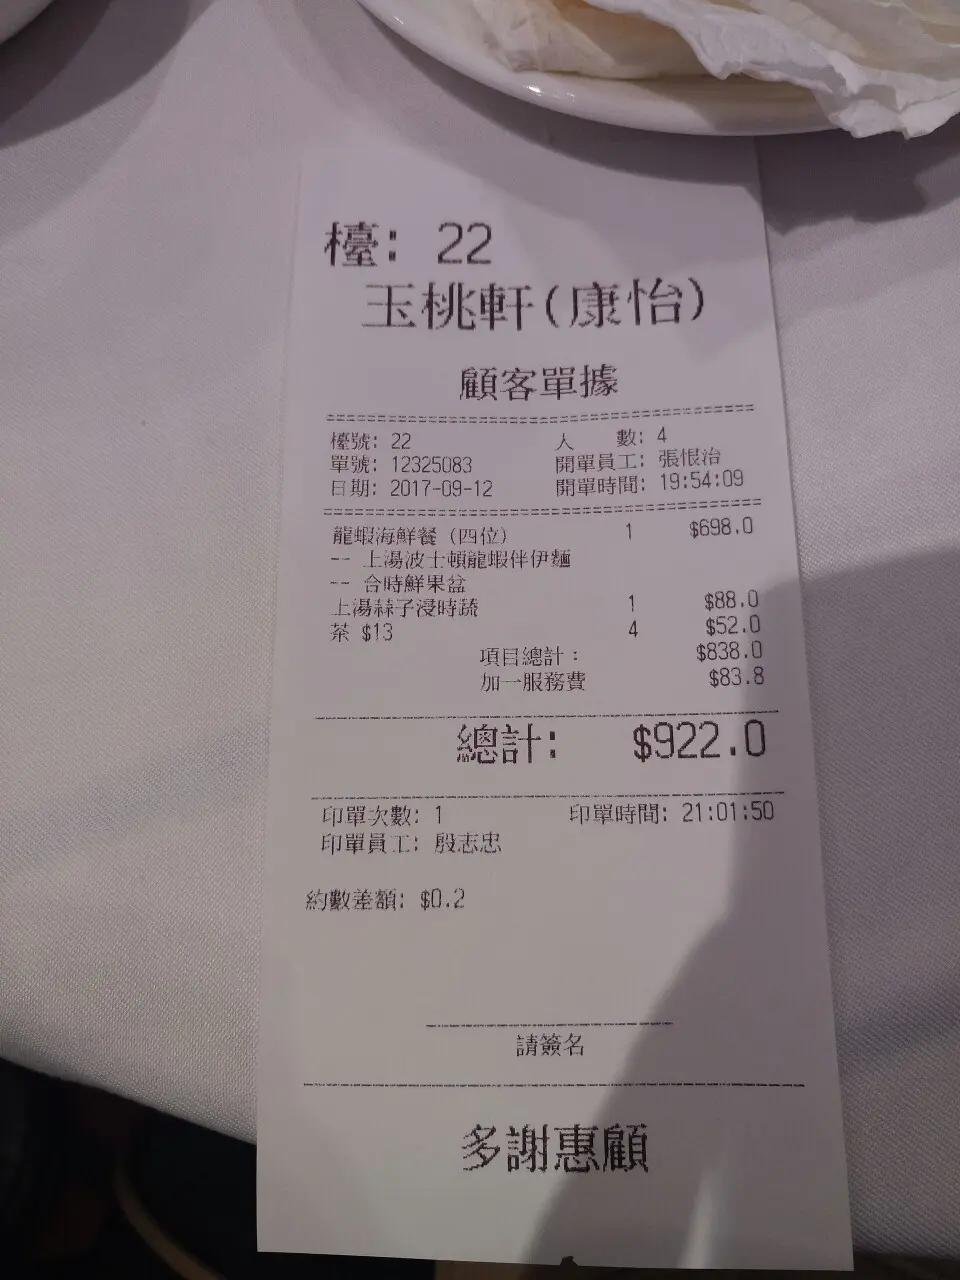 檯: 22
玉桃軒(康怡)
顧客單據
檯號: 22 人 數: 4
單號: 12325083 開單員工: 張恨治
日期: 2017-09-12 開單時間: 19:54:09
龍蝦海鮮餐 (四位) 1 $698.0
-- 上湯波士頓龍蝦伴伊麵
-- 合時鮮果盆
上湯蒜子浸時蔬 1 $88.0
茶 $13 4 $52.0
項目總計: $838.0
加一服務費 $83.8
總計: $922.0
印單次數: 1 印單時間: 21:01:50
印單員工: 殷志忠
約數差額: $0.2
請簽名
多謝惠顧